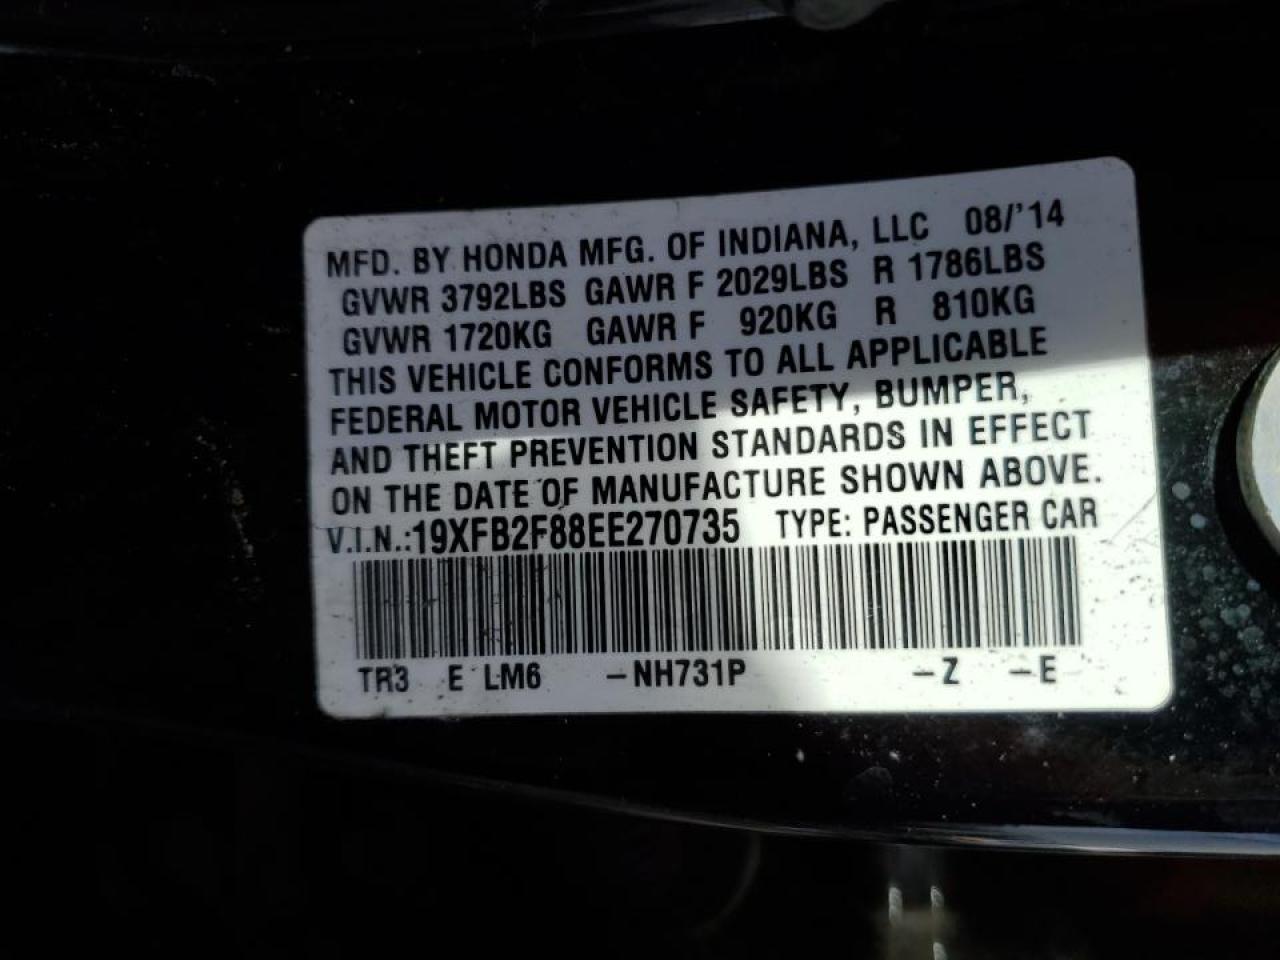 MFD. BY HONDA MFG. OF INDIANA, LLC 08/'14
GVWR 3792LBS GAWR F 2029LBS R 1786LBS
GVWR 1720KG GAWR F 920KG R 810KG
THIS VEHICLE CONFORMS TO ALL APPLICABLE
FEDERAL MOTOR VEHICLE SAFETY, BUMPER,
AND THEFT PREVENTION STANDARDS IN EFFECT
ON THE DATE OF MANUFACTURE SHOWN ABOVE.
V.I.N.:19XFB2F88EE270735 TYPE: PASSENGER CAR
TR3 E LM6 –NH731P –Z –E